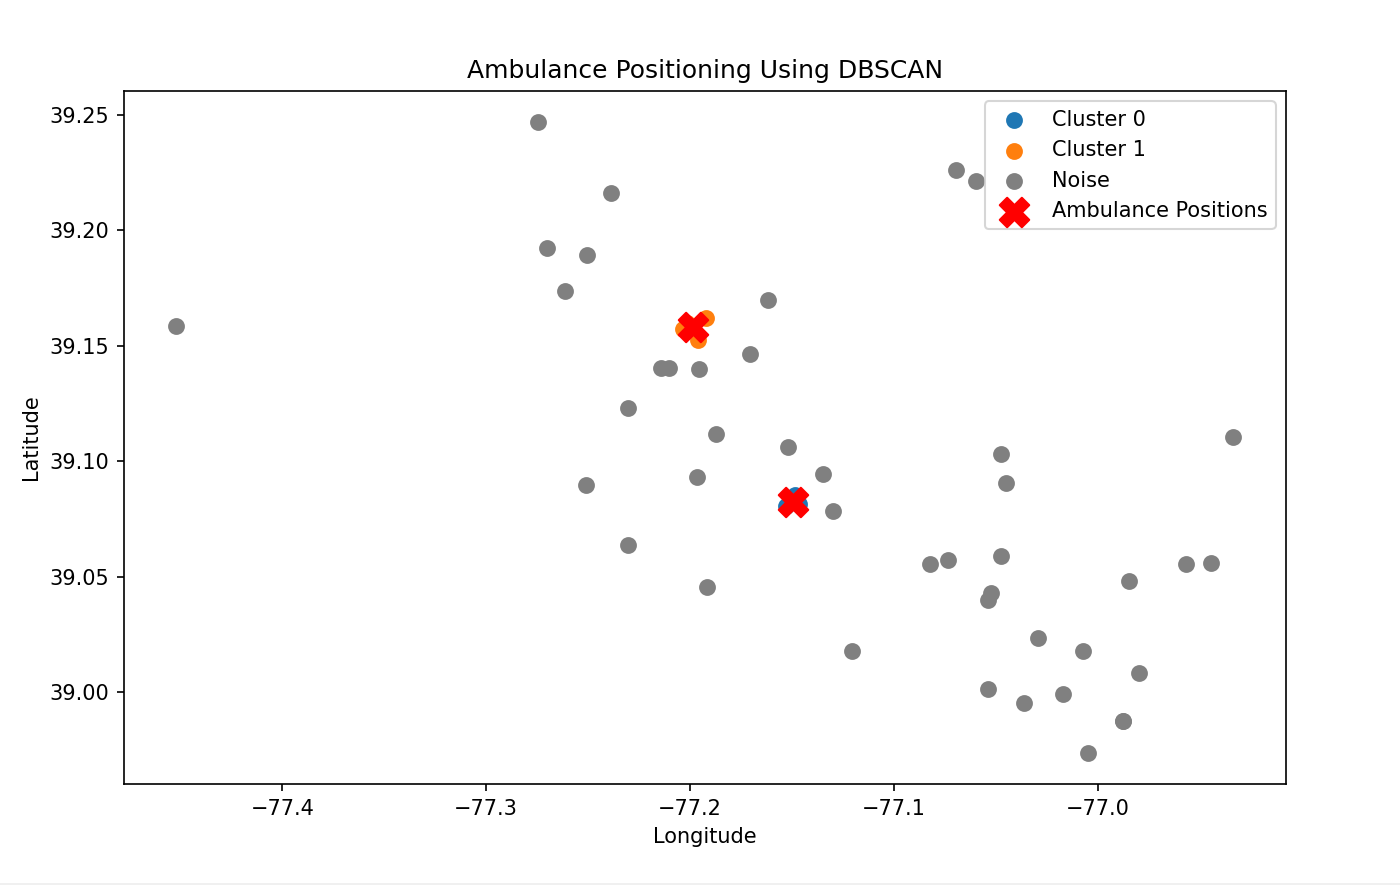 Ambulance Positioning Using DBSCAN
39.25
39.20
39.15
39.10
39.05
39.00
Latitude
Cluster 0
Cluster 1
Noise
Ambulance Positions
−77.4
−77.3
−77.2
−77.1
−77.0
Longitude